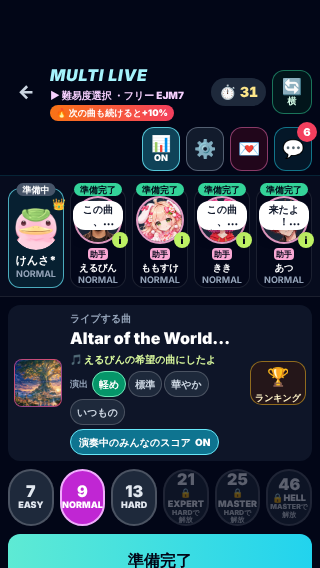 MULTI LIVE
▶ 難易度選択 ・フリー EJM7
🔥次の曲も続けると+10%
⏱️ 31
🔄
横
📊
ON
⚙️
💌
💬
6
準備中
👑
けんさ*
NORMAL
準備完了
この曲
、…
i
助手
えるびん
NORMAL
準備完了
i
助手
ももすけ
NORMAL
準備完了
この曲
、…
i
助手
きき
NORMAL
準備完了
来たよ
！…
i
助手
あつ
NORMAL
ライブする曲
Altar of the World…
🎵えるびんの希望の曲にしたよ
演出 軽め 標準 華やか
いつもの
演奏中のみんなのスコア ON
🏆
ランキング
7
EASY
9
NORMAL
13
HARD
21
🔒
EXPERT
HARDで
解放
25
🔒
MASTER
HARDで
解放
46
🔒HELL
MASTERで
解放
準備完了